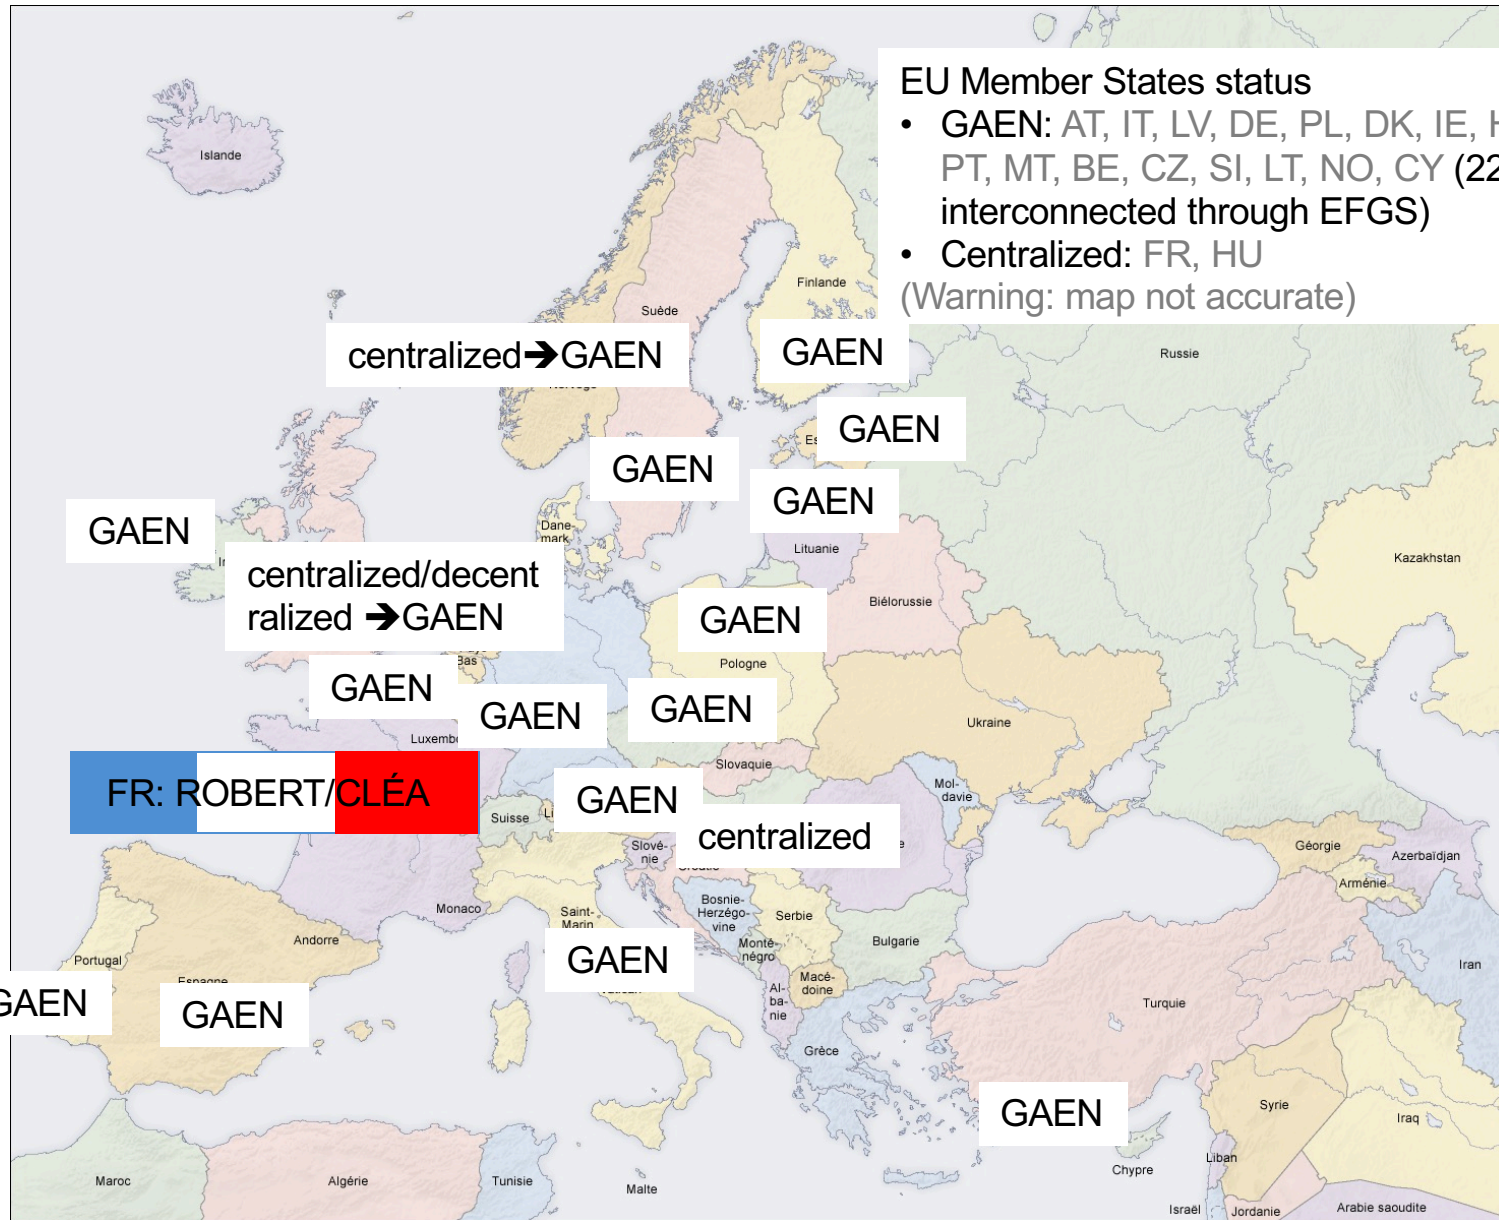 EU Member States status
• GAEN: AT, IT, LV, DE, PL, DK, IE,
PT, MT, BE, CZ, SI, LT, NO, CY (22
interconnected through EFGS)
• Centralized: FR, HU
(Warning: map not accurate)
Islande
Finlande
Suède
Russie
centralized➔GAEN
GAEN
GAEN
GAEN
GAEN
GAEN
Dane
mark
Lituanie
Kazakhstan
centralized/decent
ralized ➔GAEN
Biélorussie
GAEN
Bas
Pologne
GAEN
GAEN
GAEN
Ukraine
Slovaquie
FR: ROBERT/CLÉA
GAEN
Mol-
davie
Suisse
centralized
Slové-
nie
Géorgie
Azerbaïdjan
Arménie
Monaco
Saint-
Marin
Bosnie-
Herzégo-
vine
Serbie
Andorre
Monté-
négro
Bulgarie
Portugal
Espagne
GAEN
Macé-
doine
Al-
ba-
nie
Iran
GAEN
GAEN
Turquie
Grèce
GAEN
Syrie
Iraq
Chypre
Liban
Maroc
Algérie
Tunisie
Malte
Israël
Jordanie
Arabie saoudite